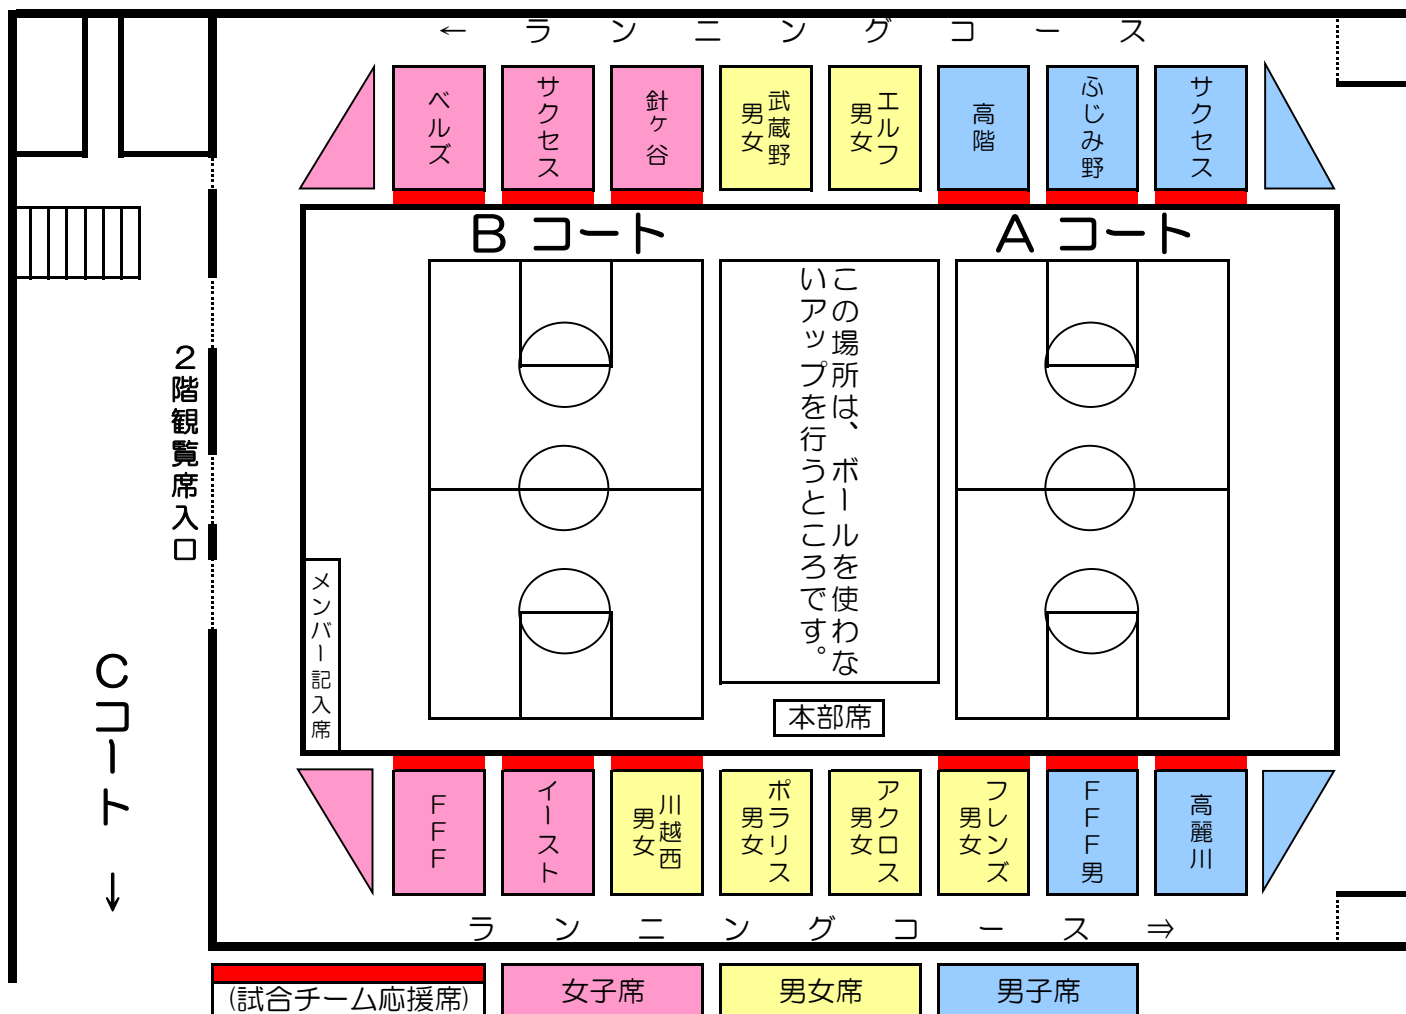 ← ランニングコース
ベルズ
サクセス
針ヶ谷
武蔵野
男女
エルフ
男女
高階
ふじみ野
サクセス
Bコート
Aコート
この場所は、ボールを使わな
いアップを行うところです。
2階観覧席入口
メンバー記入席
Cコート ↓
本部席
FFF
イースト
川越西
男女
ポラリス
男女
アクロス
男女
フレンズ
男女
FFF男
高麗川
ランニングコース ⇒
(試合チーム応援席)
女子席
男女席
男子席